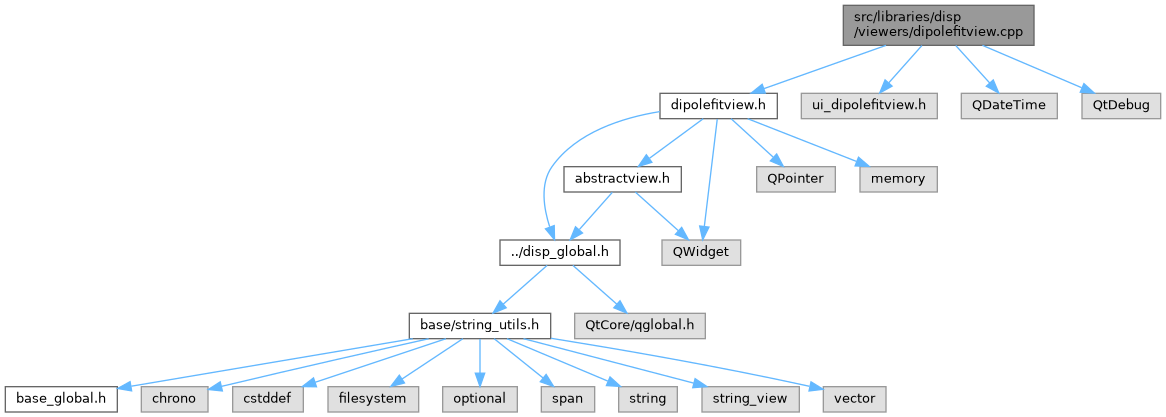 src/libraries/disp
/viewers/dipolefitview.cpp
dipolefitview.h
ui_dipolefitview.h
QDateTime
QtDebug
abstractview.h
QPointer
memory
../disp_global.h
QWidget
base/string_utils.h
QtCore/qglobal.h
base_global.h
chrono
cstddef
filesystem
optional
span
string
string_view
vector